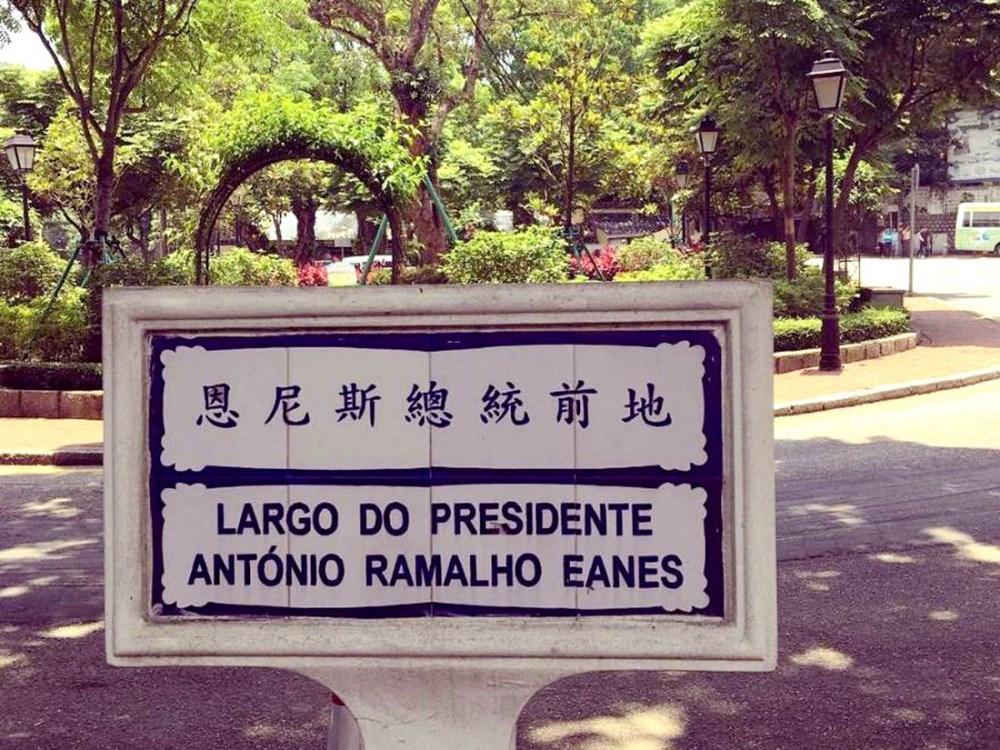 恩尼斯總統前地
LARGO DO PRESIDENTE
ANTÓNIO RAMALHO EANES